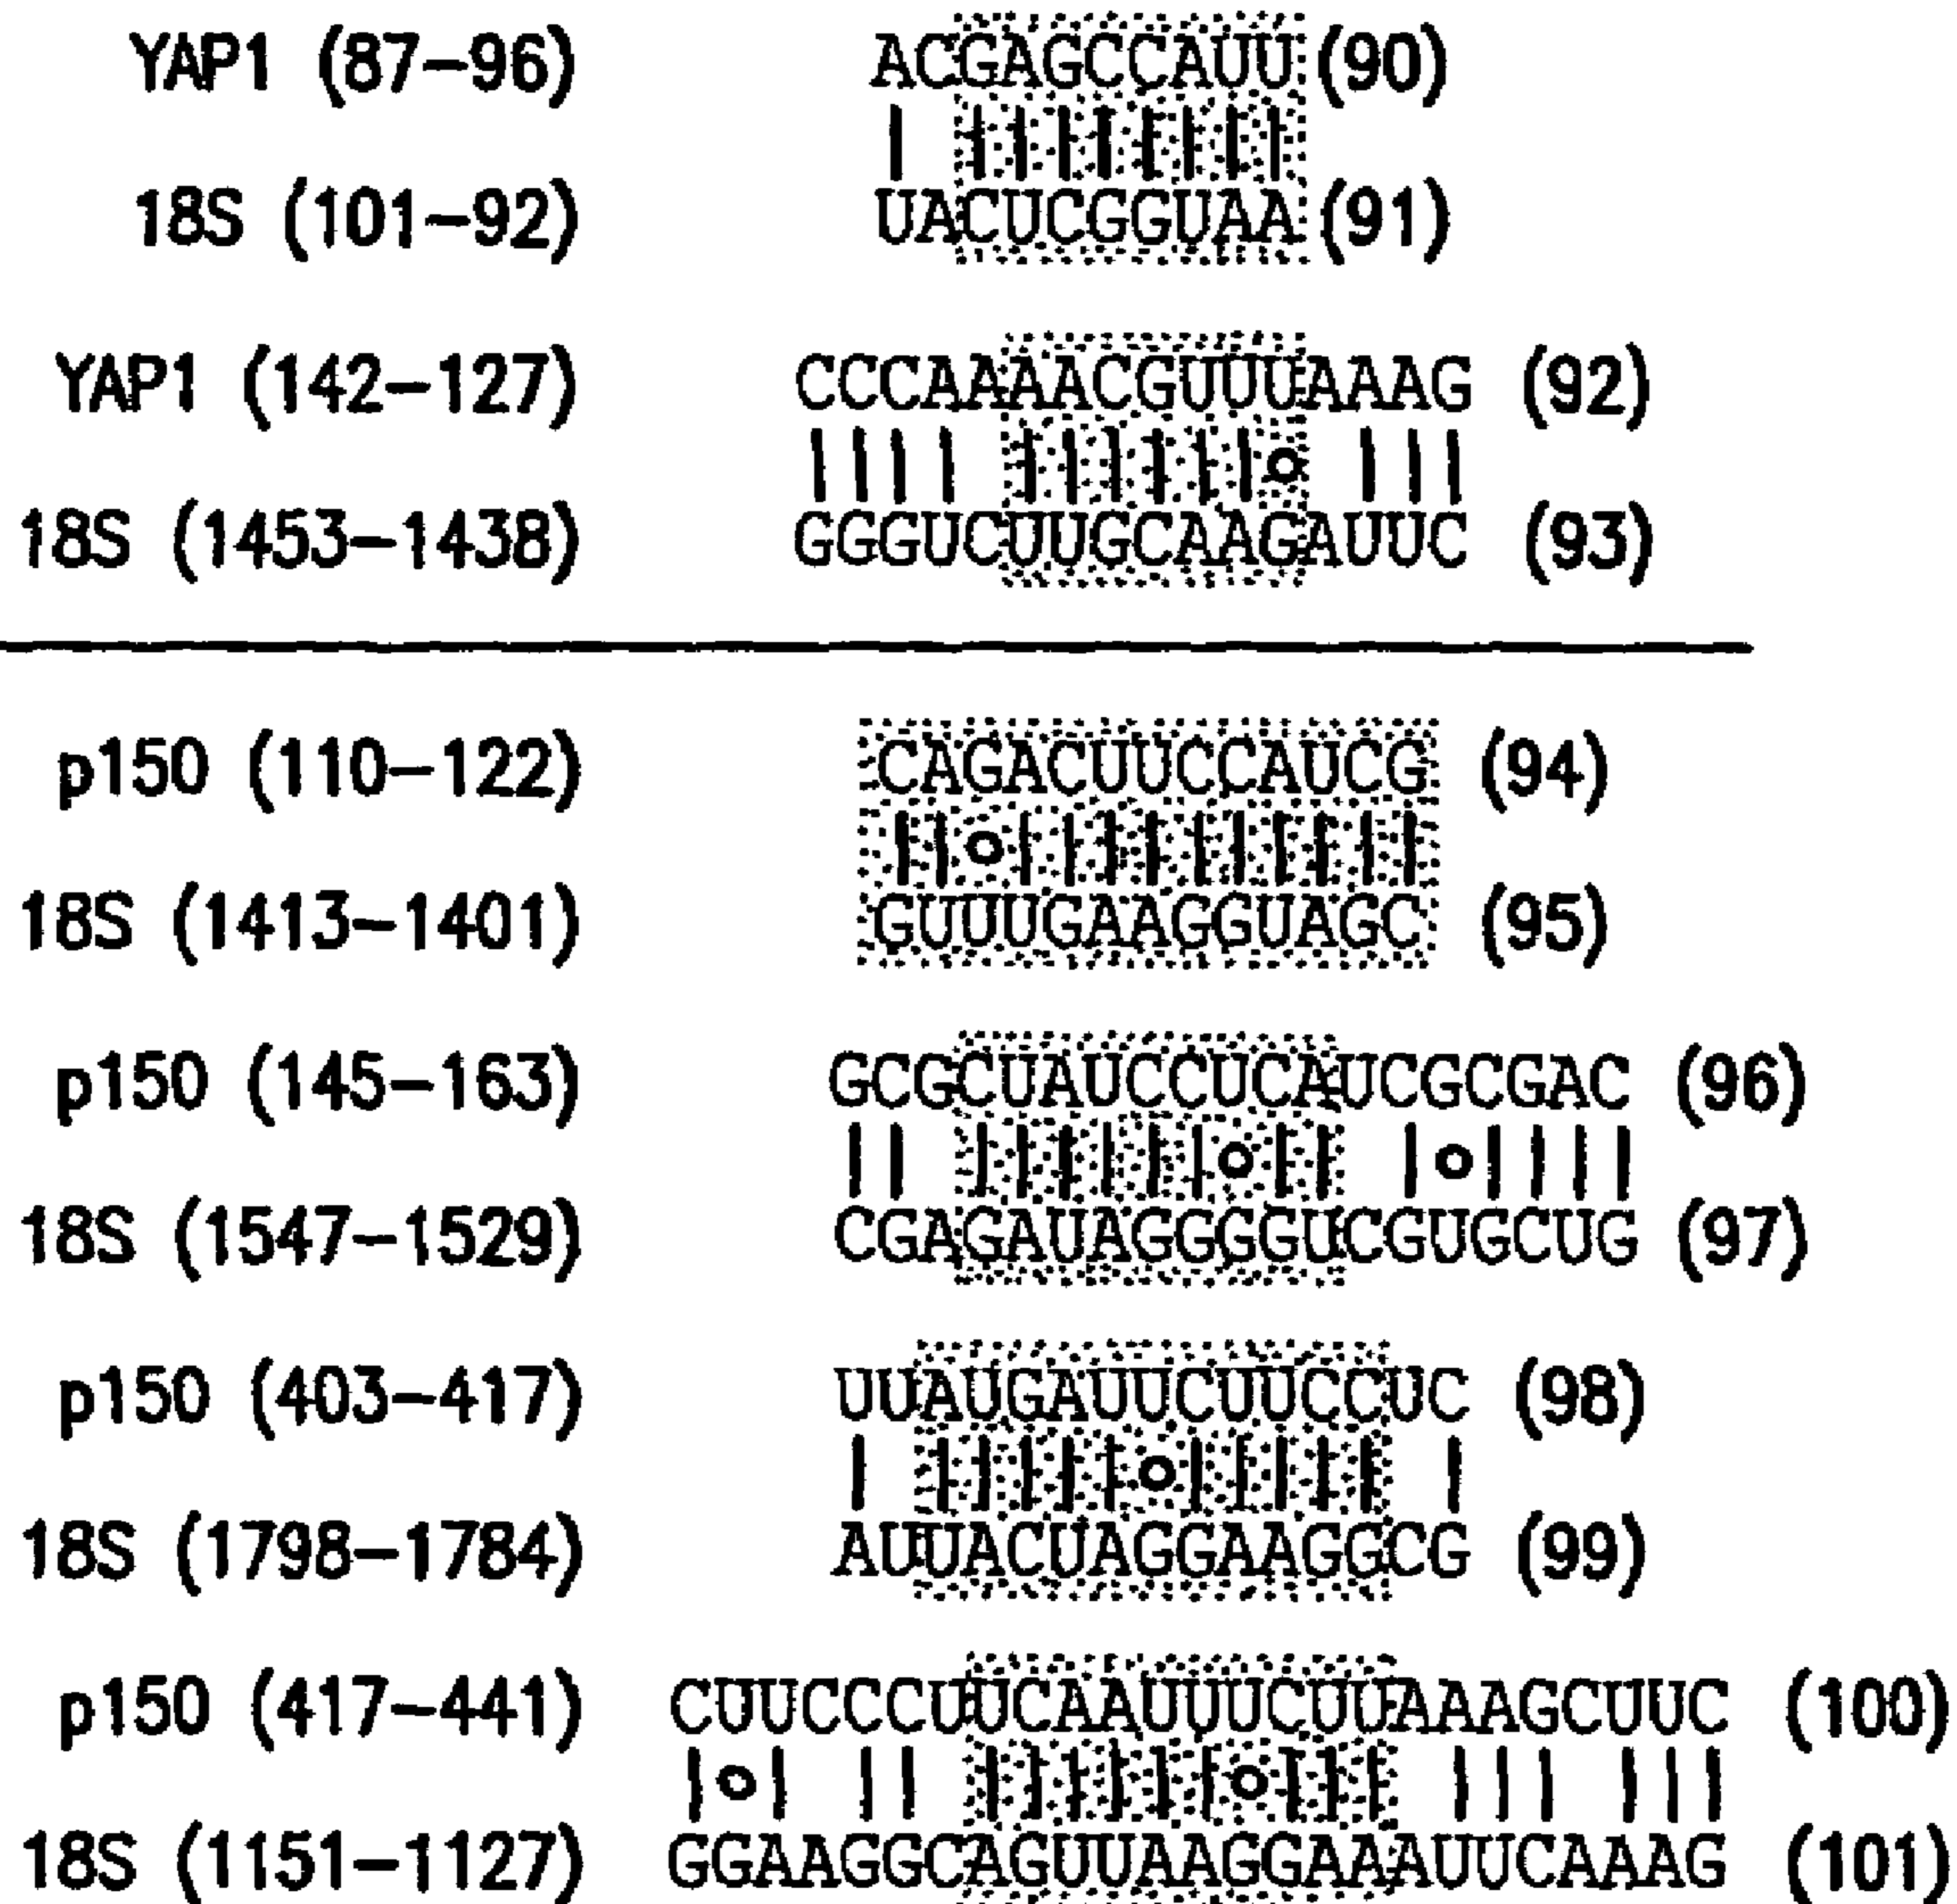 YAP1 (87–96) ACGAGCCAUU (90)
18S (101–92) UACUCGGUAA (91)
YAP1 (142–127) CCCAAAACGUUUAAAG (92)
18S (1453–1438) GGGUCUUGCAAGAUUC (93)
p150 (110–122) CAGACUUCCAUCG (94)
18S (1413–1401) GUUUGAAGGUAGC (95)
p150 (145–163) GCGCUAUCCUCAUCGCGAC (96)
18S (1547–1529) CGAGAUAGGGGUCGUGCUG (97)
p150 (403–417) UUAUGAUUCUUCCUC (98)
18S (1798–1784) AUUACUAGGAAGGCG (99)
p150 (417–441) CUUCCCUUCAAUUUCUUAAAGCUUC (100)
18S (1151–1127) GGAAGGCAGUUAAGGAAAUUCAAAG (101)